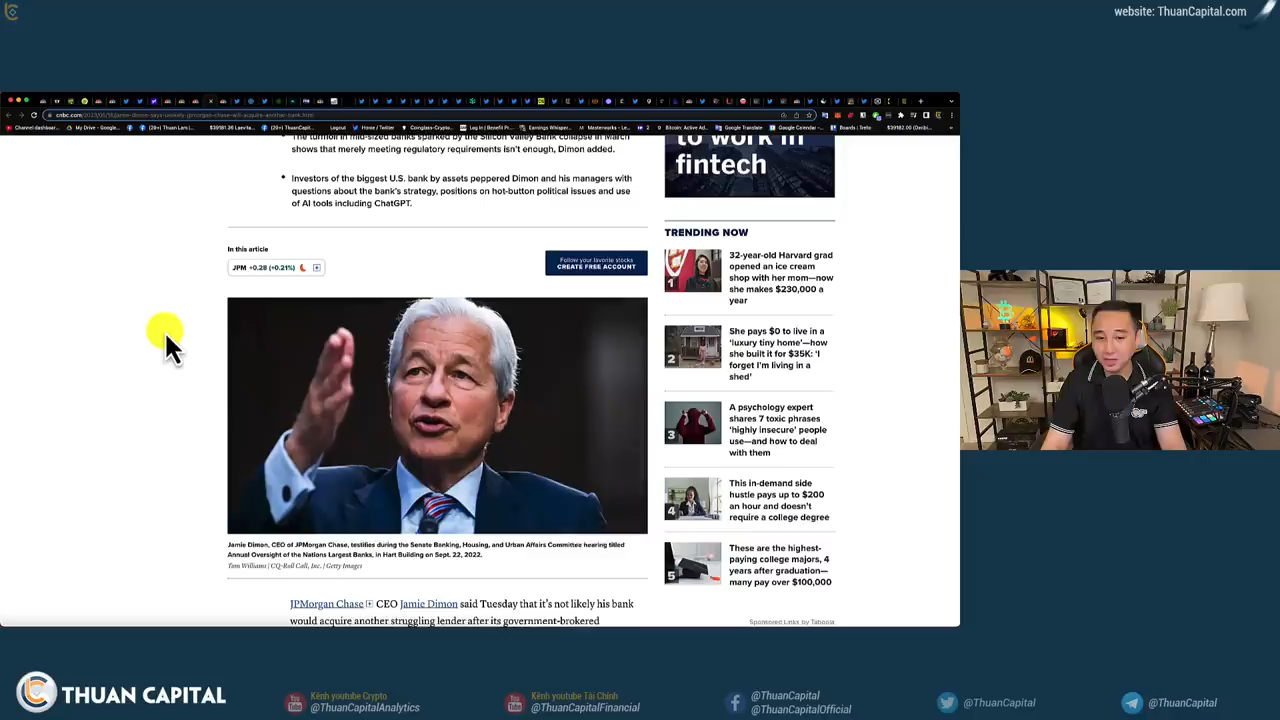 website: ThuanCapital.com
The turmoil in mid-sized banks sparked by the Silicon Valley Bank collapse in March
shows that merely meeting regulatory requirements isn't enough, Dimon added.
Investors of the biggest U.S. bank by assets peppered Dimon and his managers with
questions about the bank's strategy, positions on hot-button political issues and use
of AI tools including ChatGPT.
In this article
JPM +0.28 (+0.21%)
Follow your favorite stocks
CREATE FREE ACCOUNT
Jamie Dimon, CEO of JPMorgan Chase, testifies during the Senate Banking, Housing, and Urban Affairs Committee hearing titled
Annual Oversight of the Nations Largest Banks, in Hart Building on Sept. 22, 2022.
Tom Williams | CQ-Roll Call, Inc. | Getty Images
JPMorgan Chase CEO Jamie Dimon said Tuesday that it's not likely his bank
would acquire another struggling lender after its government-brokered
to work in
fintech
TRENDING NOW
1
32-year-old Harvard grad
opened an ice cream
shop with her mom—now
she makes $230,000 a
year
2
She pays $0 to live in a
'luxury tiny home'—how
she built it for $35K: 'I
forget I'm living in a
shed'
3
A psychology expert
shares 7 toxic phrases
'highly insecure' people
use—and how to deal
with them
4
This in-demand side
hustle pays up to $200
an hour and doesn't
require a college degree
5
These are the highest-
paying college majors, 4
years after graduation—
many pay over $100,000
Sponsored Links by Taboola
THUAN CAPITAL
Kênh youtube Crypto
@ThuanCapitalAnalytics
Kênh youtube Tài Chính
@ThuanCapitalFinancial
@ThuanCapital
@ThuanCapitalOfficial
@ThuanCapital
@ThuanCapital